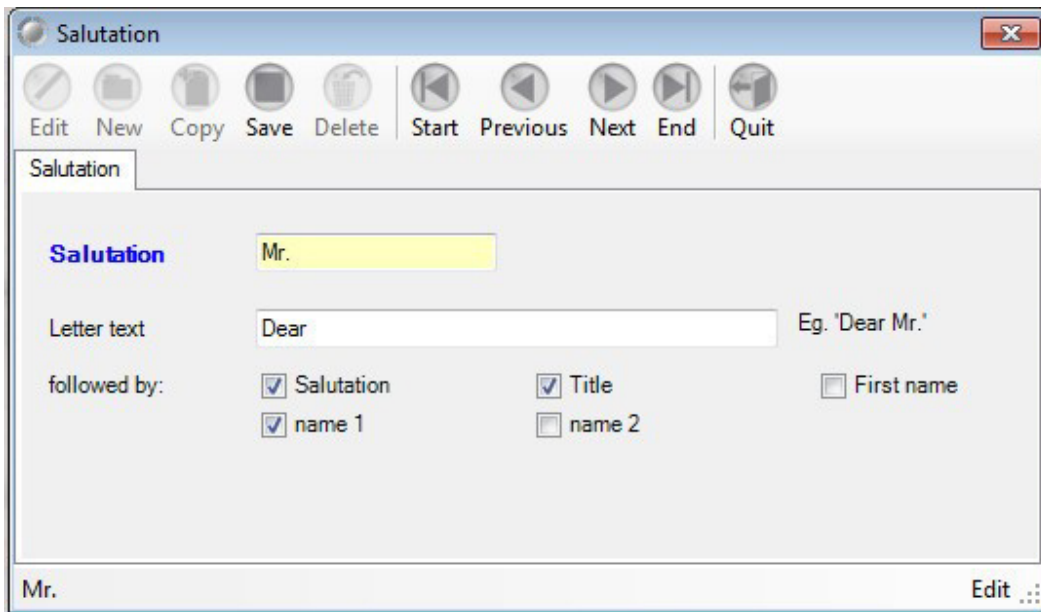 Salutation
Edit New Copy Save Delete Start Previous Next End Quit
Salutation
Salutation Mr.
Letter text Dear Eg. 'Dear Mr.'
followed by: Salutation Title First name
name 1 name 2
Mr. Edit